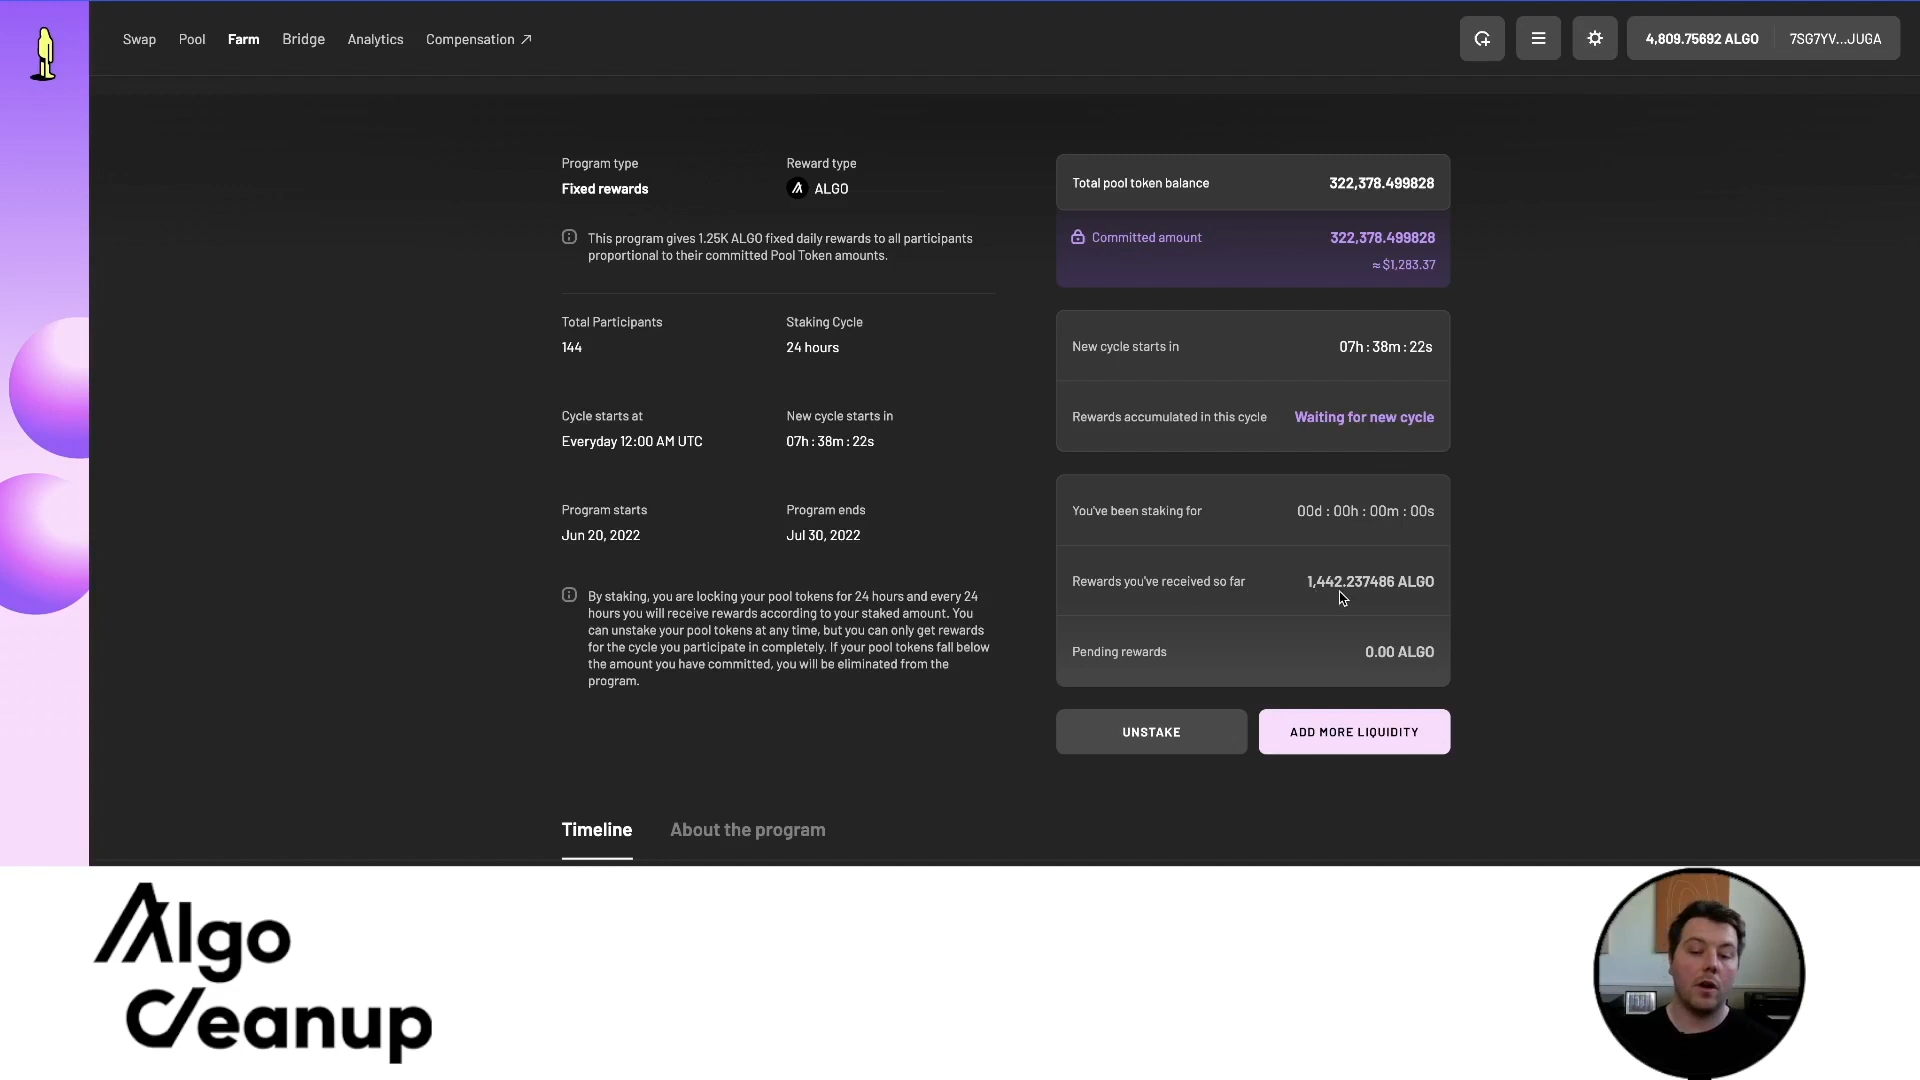 Swap Pool Farm Bridge Analytics Compensation ↗
4,809.75692 ALGO 7SG7YV...JUGA
Program type Reward type
Fixed rewards ALGO
This program gives 1.25K ALGO fixed daily rewards to all participants
proportional to their committed Pool Token amounts.
Total Participants Staking Cycle
144 24 hours
Cycle starts at New cycle starts in
Everyday 12:00 AM UTC 07h : 38m : 22s
Program starts Program ends
Jun 20, 2022 Jul 30, 2022
By staking, you are locking your pool tokens for 24 hours and every 24
hours you will receive rewards according to your staked amount. You
can unstake your pool tokens at any time, but you can only get rewards
for the cycle you participate in completely. If your pool tokens fall below
the amount you have committed, you will be eliminated from the
program.
Total pool token balance 322,378.499828
Committed amount 322,378.499828
≈ $1,283.37
New cycle starts in 07h : 38m : 22s
Rewards accumulated in this cycle Waiting for new cycle
You've been staking for 00d : 00h : 00m : 00s
Rewards you've received so far 1,442.237486 ALGO
Pending rewards 0.00 ALGO
UNSTAKE ADD MORE LIQUIDITY
Timeline About the program
Algo
Cleanup